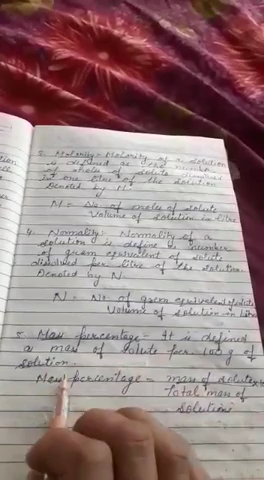 3. Molarity:- Molarity of a solution
is defined as the number
mole of solute dissolved
in one litre of the solution
Denoted by M.
M = No. of mole of solute
Volume of solution in litre
4. Normality: Normality of a
solution is define as number
of gram equivalent of solute
dissolved per litre of the solution.
Denoted by N
N = No. of gram equivalent of solute
Volume of solution in litre
5. Mass percentage - It is defined
a mass of solute per 100 g of
solution.
Mass percentage = mass of solute
Total mass of
solution